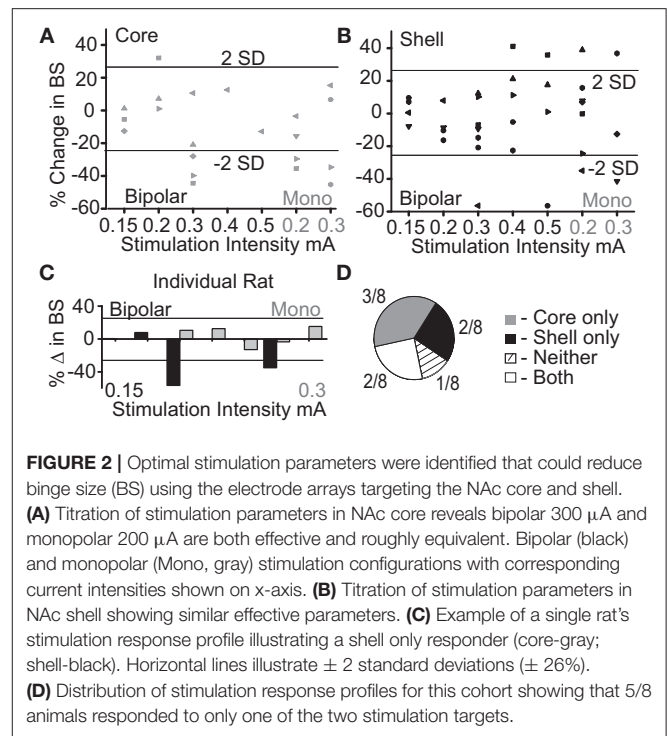 A
Core
% Change in BS
40
20
0
-20
-40
-60
2 SD
-2 SD
Bipolar
Mono
0.15 0.2 0.3 0.4 0.5 0.2 0.3
Stimulation Intensity mA
B
Shell
40
20
0
-20
-40
-60
2 SD
-2 SD
Bipolar
Mono
0.15 0.2 0.3 0.4 0.5 0.2 0.3
Stimulation Intensity mA
C
Individual Rat
% Δ in BS
40
0
-40
Bipolar
Mono
0.15
0.3
Stimulation Intensity mA
D
3/8
2/8
1/8
2/8
- Core only
- Shell only
- Neither
- Both
FIGURE 2 | Optimal stimulation parameters were identified that could reduce
binge size (BS) using the electrode arrays targeting the NAc core and shell.
(A) Titration of stimulation parameters in NAc core reveals bipolar 300 μA and
monopolar 200 μA are both effective and roughly equivalent. Bipolar (black)
and monopolar (Mono, gray) stimulation configurations with corresponding
current intensities shown on x-axis. (B) Titration of stimulation parameters in
NAc shell showing similar effective parameters. (C) Example of a single rat's
stimulation response profile illustrating a shell only responder (core-gray;
shell-black). Horizontal lines illustrate ± 2 standard deviations (± 26%).
(D) Distribution of stimulation response profiles for this cohort showing that 5/8
animals responded to only one of the two stimulation targets.